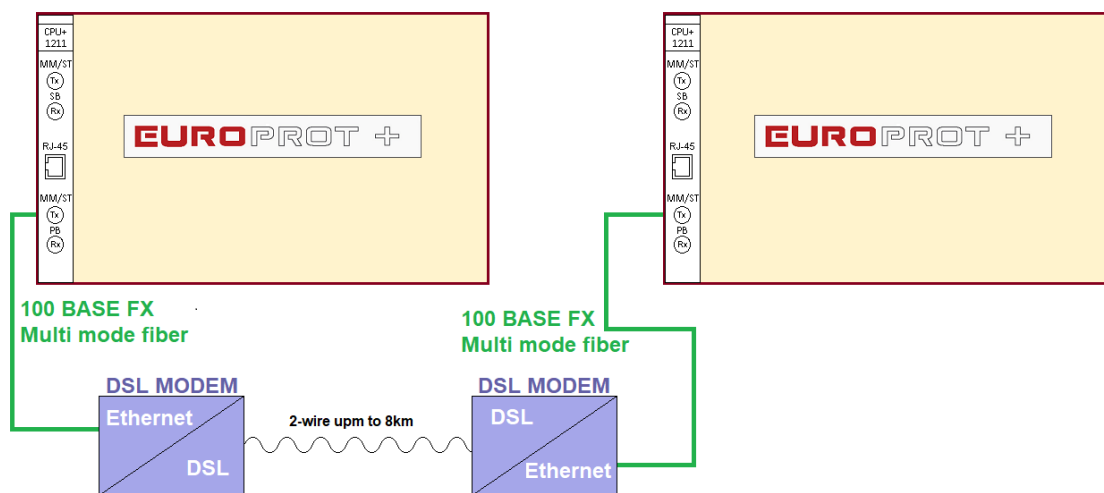 CPU+
1211
MM/ST
Tx
SB
Rx
RJ-45
MM/ST
Tx
PB
Rx
EUROPROT +
CPU+
1211
MM/ST
Tx
SB
Rx
RJ-45
MM/ST
Tx
PB
Rx
EUROPROT +
100 BASE FX
Multi mode fiber
100 BASE FX
Multi mode fiber
DSL MODEM
Ethernet
DSL
2-wire upm to 8km
DSL MODEM
DSL
Ethernet